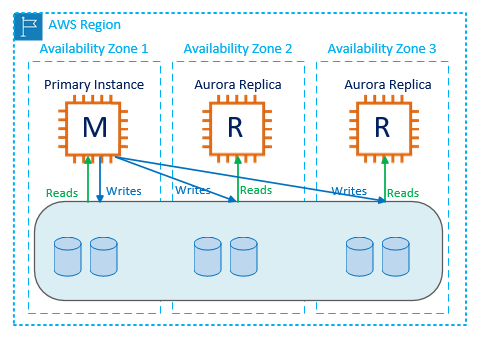 AWS Region
Availability Zone 1
Availability Zone 2
Availability Zone 3
Primary Instance
Aurora Replica
Aurora Replica
M
R
R
Reads
Writes
Writes
Reads
Writes
Reads